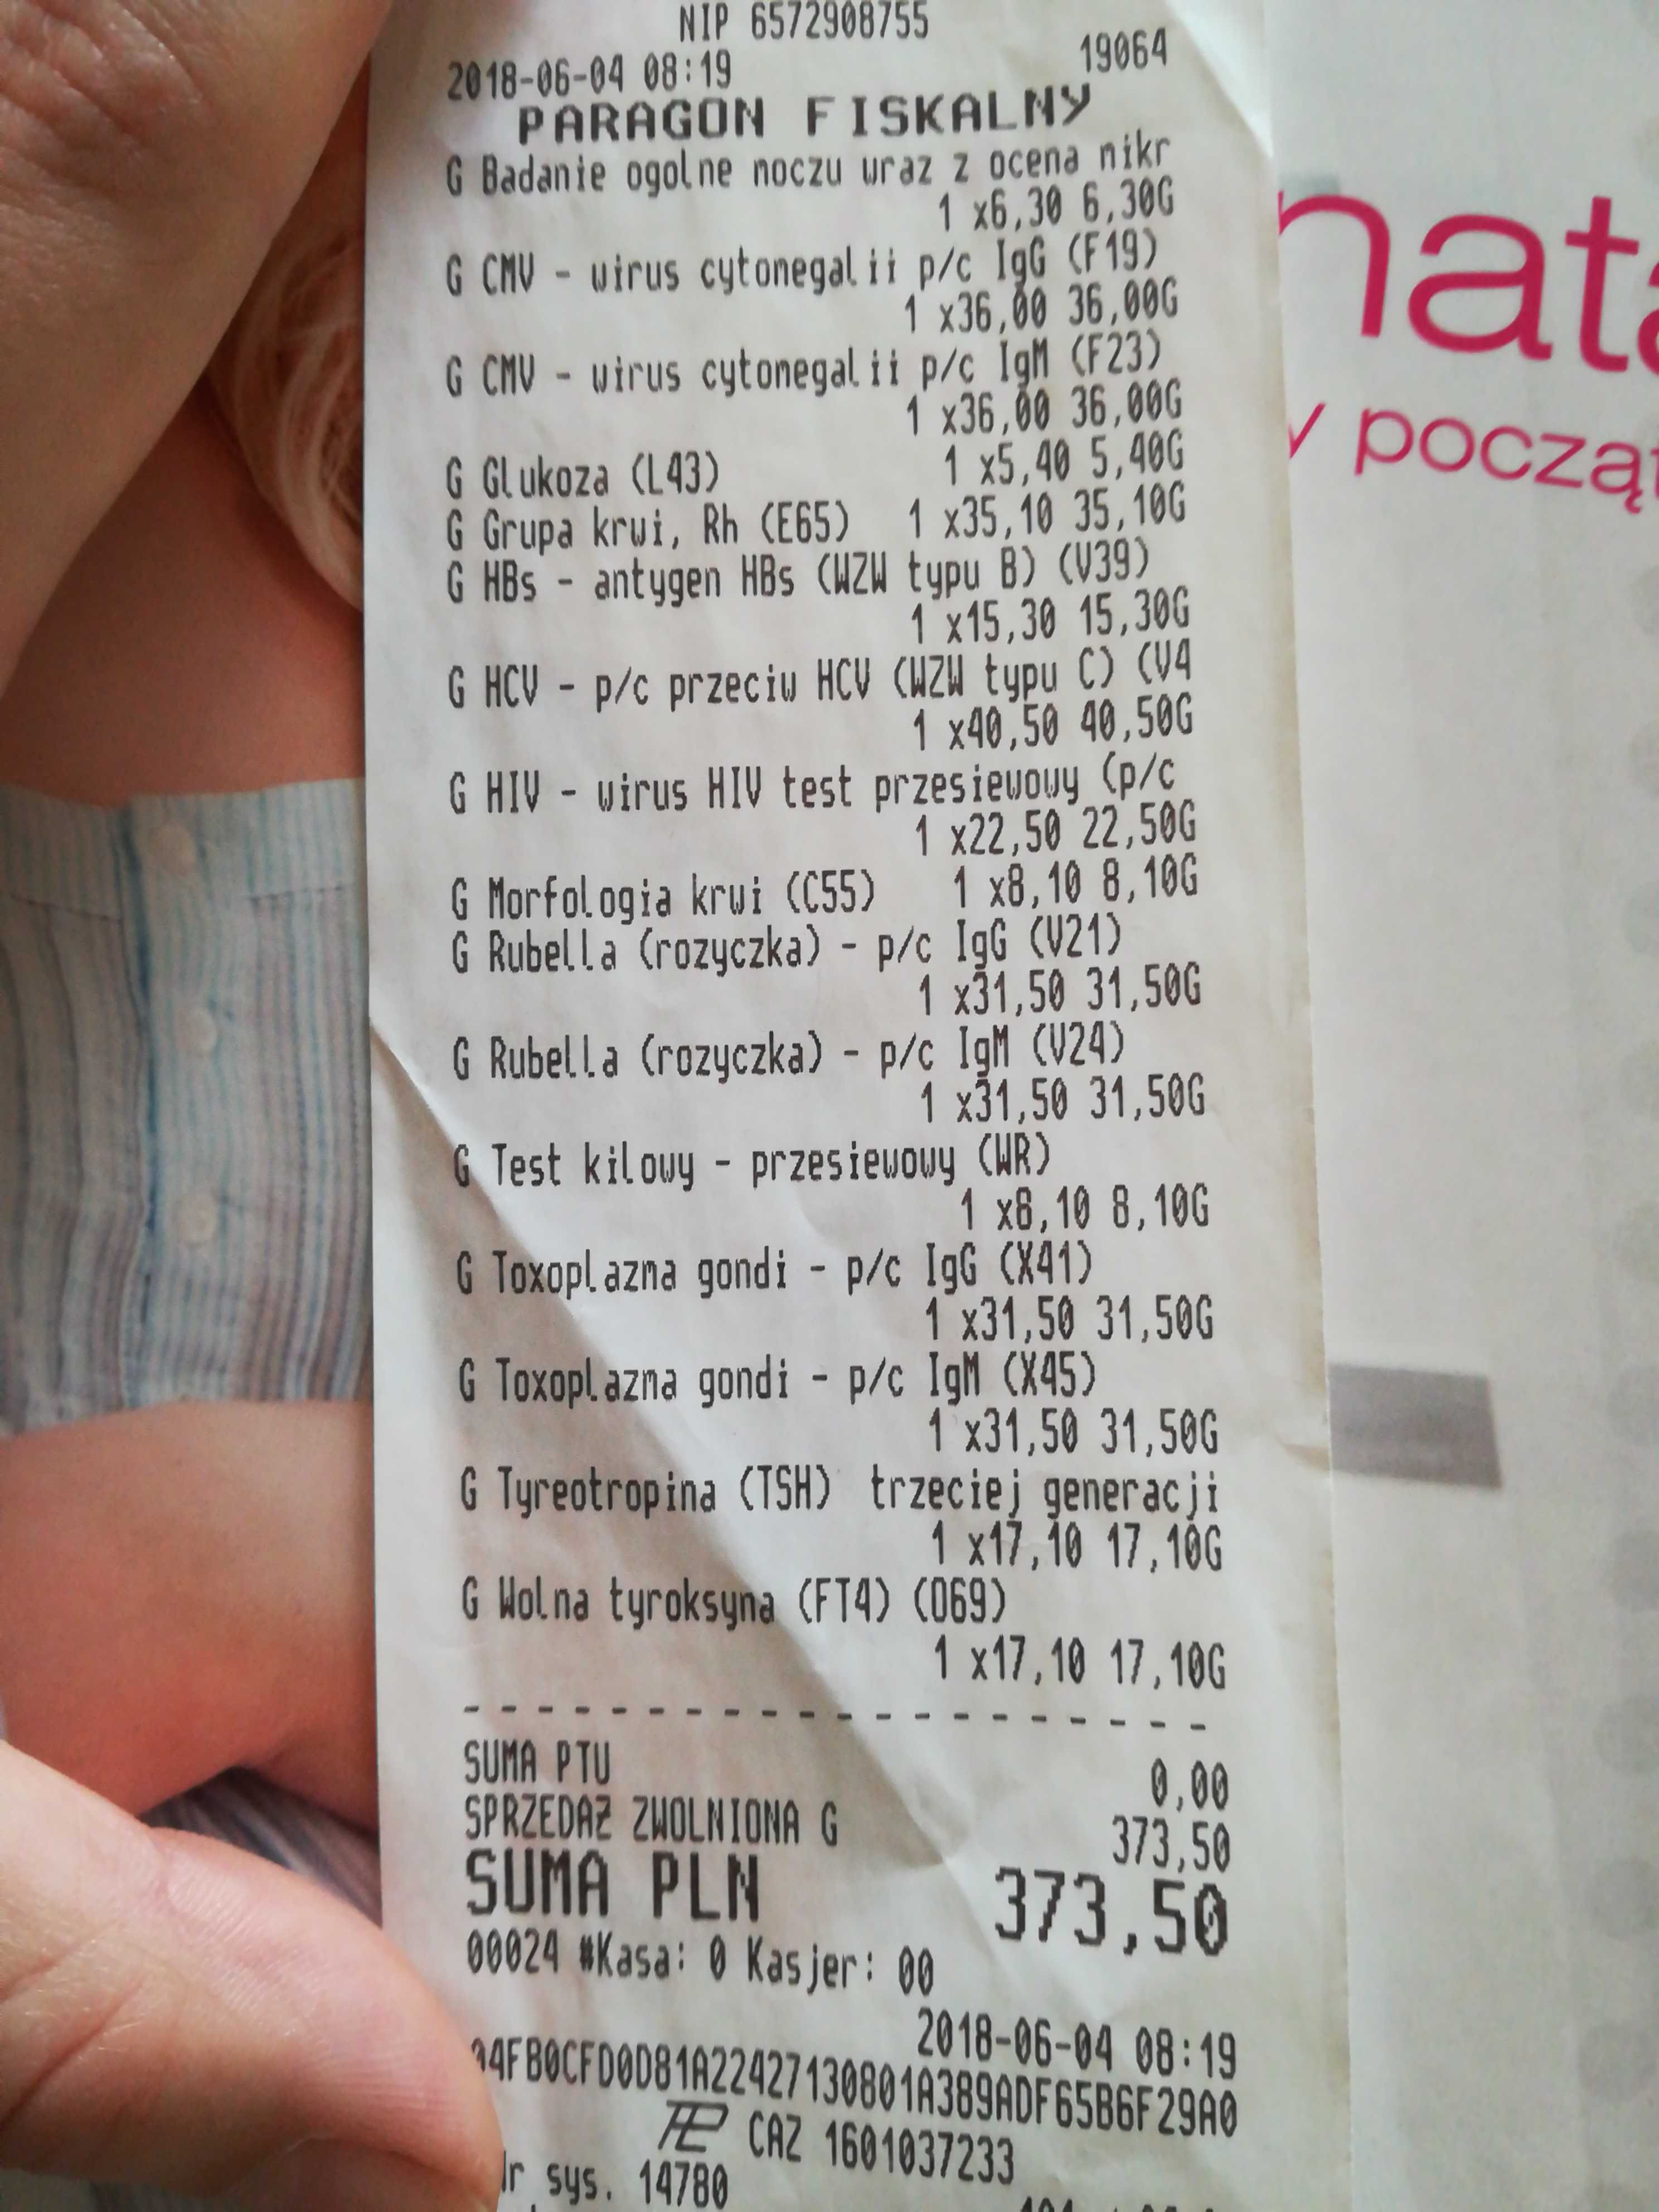 NIP 6572908755
2018-06-04 08:19 19064
PARAGON FISKALNY
G Badanie ogolne moczu wraz z ocena mikr
1 x6,30 6,30G
G CMV - wirus cytomegalii p/c IgG (F19)
1 x36,00 36,00G
G CMV - wirus cytomegalii p/c IgM (F23)
1 x36,00 36,00G
G Glukoza (L43) 1 x5,40 5,40G
G Grupa krwi, Rh (E65) 1 x35,10 35,10G
G HBs - antygen HBs (WZW typu B) (V39)
1 x15,30 15,30G
G HCV - p/c przeciw HCV (WZW typu C) (V4
1 x40,50 40,50G
G HIV - wirus HIV test przesiewowy (p/c
1 x22,50 22,50G
G Morfologia krwi (C55) 1 x8,10 8,10G
G Rubella (rozyczka) - p/c IgG (V21)
1 x31,50 31,50G
G Rubella (rozyczka) - p/c IgM (V24)
1 x31,50 31,50G
G Test kilowy - przesiewowy (WR)
1 x8,10 8,10G
G Toxoplazma gondi - p/c IgG (X41)
1 x31,50 31,50G
G Toxoplazma gondi - p/c IgM (X45)
1 x31,50 31,50G
G Tyreotropina (TSH) trzeciej generacji
1 x17,10 17,10G
G Wolna tyroksyna (FT4) (O69)
1 x17,10 17,10G
SUMA PTU 0,00
SPRZEDAŻ ZWOLNIONA G 373,50
SUMA PLN 373,50
00024 #Kasa: 0 Kasjer: 00
2018-06-04 08:19
4FB0CFD0D81A22427130801A389ADF65B6F29A0
CAZ 1601037233
sys. 14780
nat
y począt